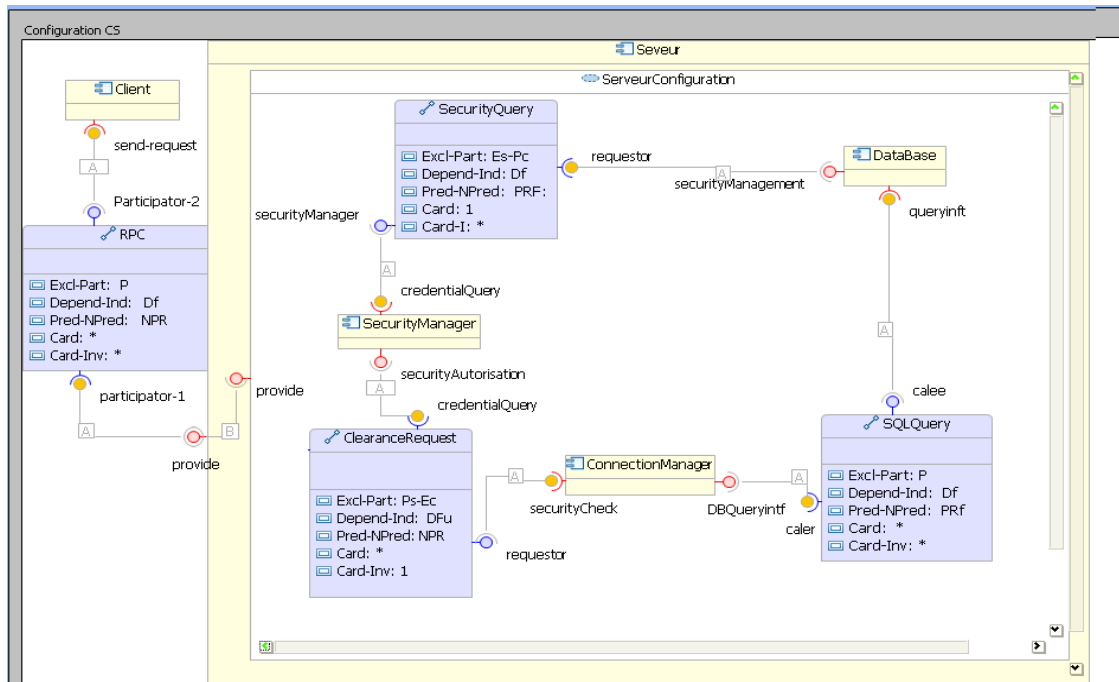 Configuration CS
Seveur
ServeurConfiguration
Client
send-request
A
Participator-2
RPC
Excl-Part: P
Depend-Ind: Df
Pred-NPred: NPR
Card: *
Card-Inv: *
participator-1
A
provide
B
provide
SecurityQuery
Excl-Part: Es-Pc
Depend-Ind: Df
Pred-NPred: PRF:
Card: 1
Card-I: *
requestor
A
securityManagement
DataBase
queryinft
securityManager
A
credentialQuery
SecurityManager
securityAutorisation
A
credentialQuery
ClearanceRequest
Excl-Part: Ps-Ec
Depend-Ind: DFu
Pred-NPred: NPR
Card: *
Card-Inv: 1
requestor
A
securityCheck
ConnectionManager
DBQueryintf
A
caler
A
calee
SQLQuery
Excl-Part: P
Depend-Ind: Df
Pred-NPred: PRf
Card: *
Card-Inv: *